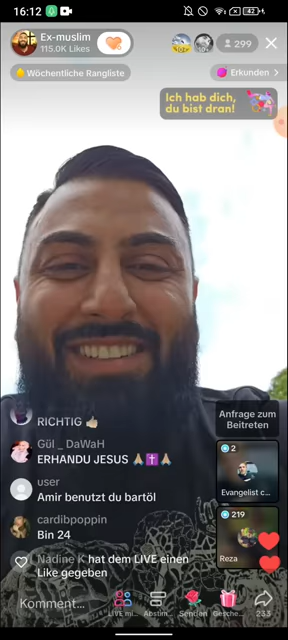 16:12
47
Ex-muslim
115.0K Likes
299
Wöchentliche Rangliste
Erkunden >
Ich hab dich,
du bist dran!
RICHTIG 👍🏼
Anfrage zum
Beitreten
Gül _ DaWaH
ERHANDU JESUS 🙏🏼✝️🙏🏼
2
Evangelist c...
user
Amir benutzt du bartöl
cardibpoppin
Bin 24
219
Reza
Nadine K hat dem LIVE einen
Like gegeben
Komment...
LIVE mi...
Abstim...
Senden
Gesche...
233